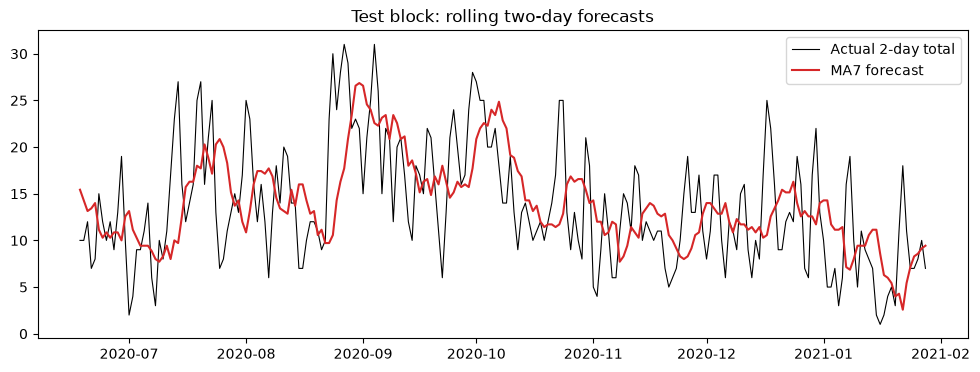 Test block: rolling two-day forecasts
Actual 2-day total
MA7 forecast
30
25
20
15
10
5
0
2020-07 2020-08 2020-09 2020-10 2020-11 2020-12 2021-01 2021-02